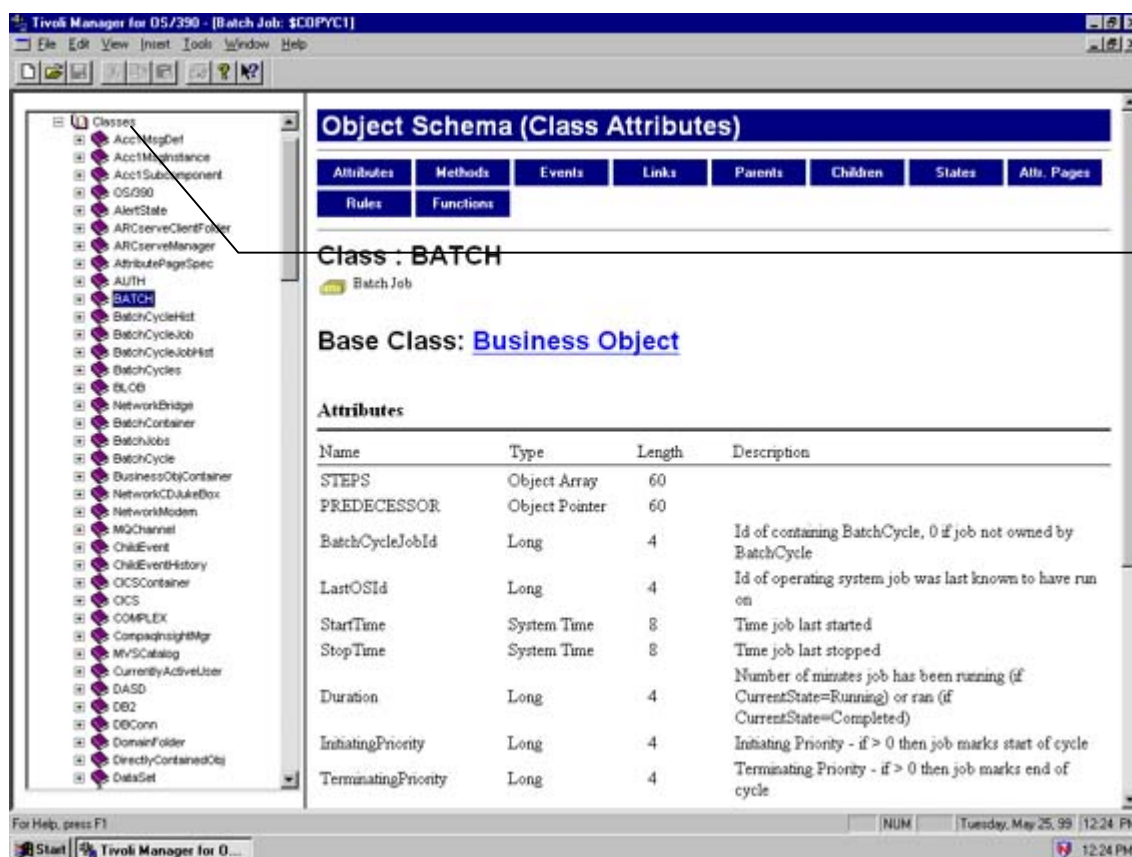 Tivoli Manager for OS/390 - [Batch Job: $COPYC1]
File Edit View Insert Tools Window Help
Classes
Acc1MsgDef
Acc1MsgInstance
Acc1Subcomponent
OS/390
AlertState
ARCserveClientFolder
ARCserveManager
AttributePageSpec
AUTH
BATCH
BatchCycleHist
BatchCycleJob
BatchCycleJobHist
BatchCycles
BLOB
NetworkBridge
BatchContainer
BatchJobs
BatchCycle
BusinessObjContainer
NetworkCDJukeBox
NetworkModem
MQChannel
ChildEvent
ChildEventHistory
CICSContainer
CICS
COMPLEX
CompaqInsightMgr
MVSCatalog
CurrentlyActiveUser
DASD
DB2
DBConn
DomainFolder
DirectlyContainedObj
DataSet
Object Schema (Class Attributes)
Attributes Methods Events Links Parents Children States Attr. Pages
Rules Functions
Class : BATCH
Batch Job
Base Class: Business Object
Attributes
Name Type Length Description
STEPS Object Array 60
PREDECESSOR Object Pointer 60
BatchCycleJobId Long 4 Id of containing BatchCycle, 0 if job not owned by
BatchCycle
LastOSId Long 4 Id of operating system job was last known to have run
on
StartTime System Time 8 Time job last started
StopTime System Time 8 Time job last stopped
Duration Long 4 Number of minutes job has been running (if
CurrentState=Running) or ran (if
CurrentState=Completed)
InitiatingPriority Long 4 Initiating Priority - if > 0 then job marks start of cycle
TerminatingPriority Long 4 Terminating Priority - if > 0 then job marks end of
cycle
For Help, press F1 NUM Tuesday, May 25, 99 12:24 PM
Start Tivoli Manager for O... 12:24 PM